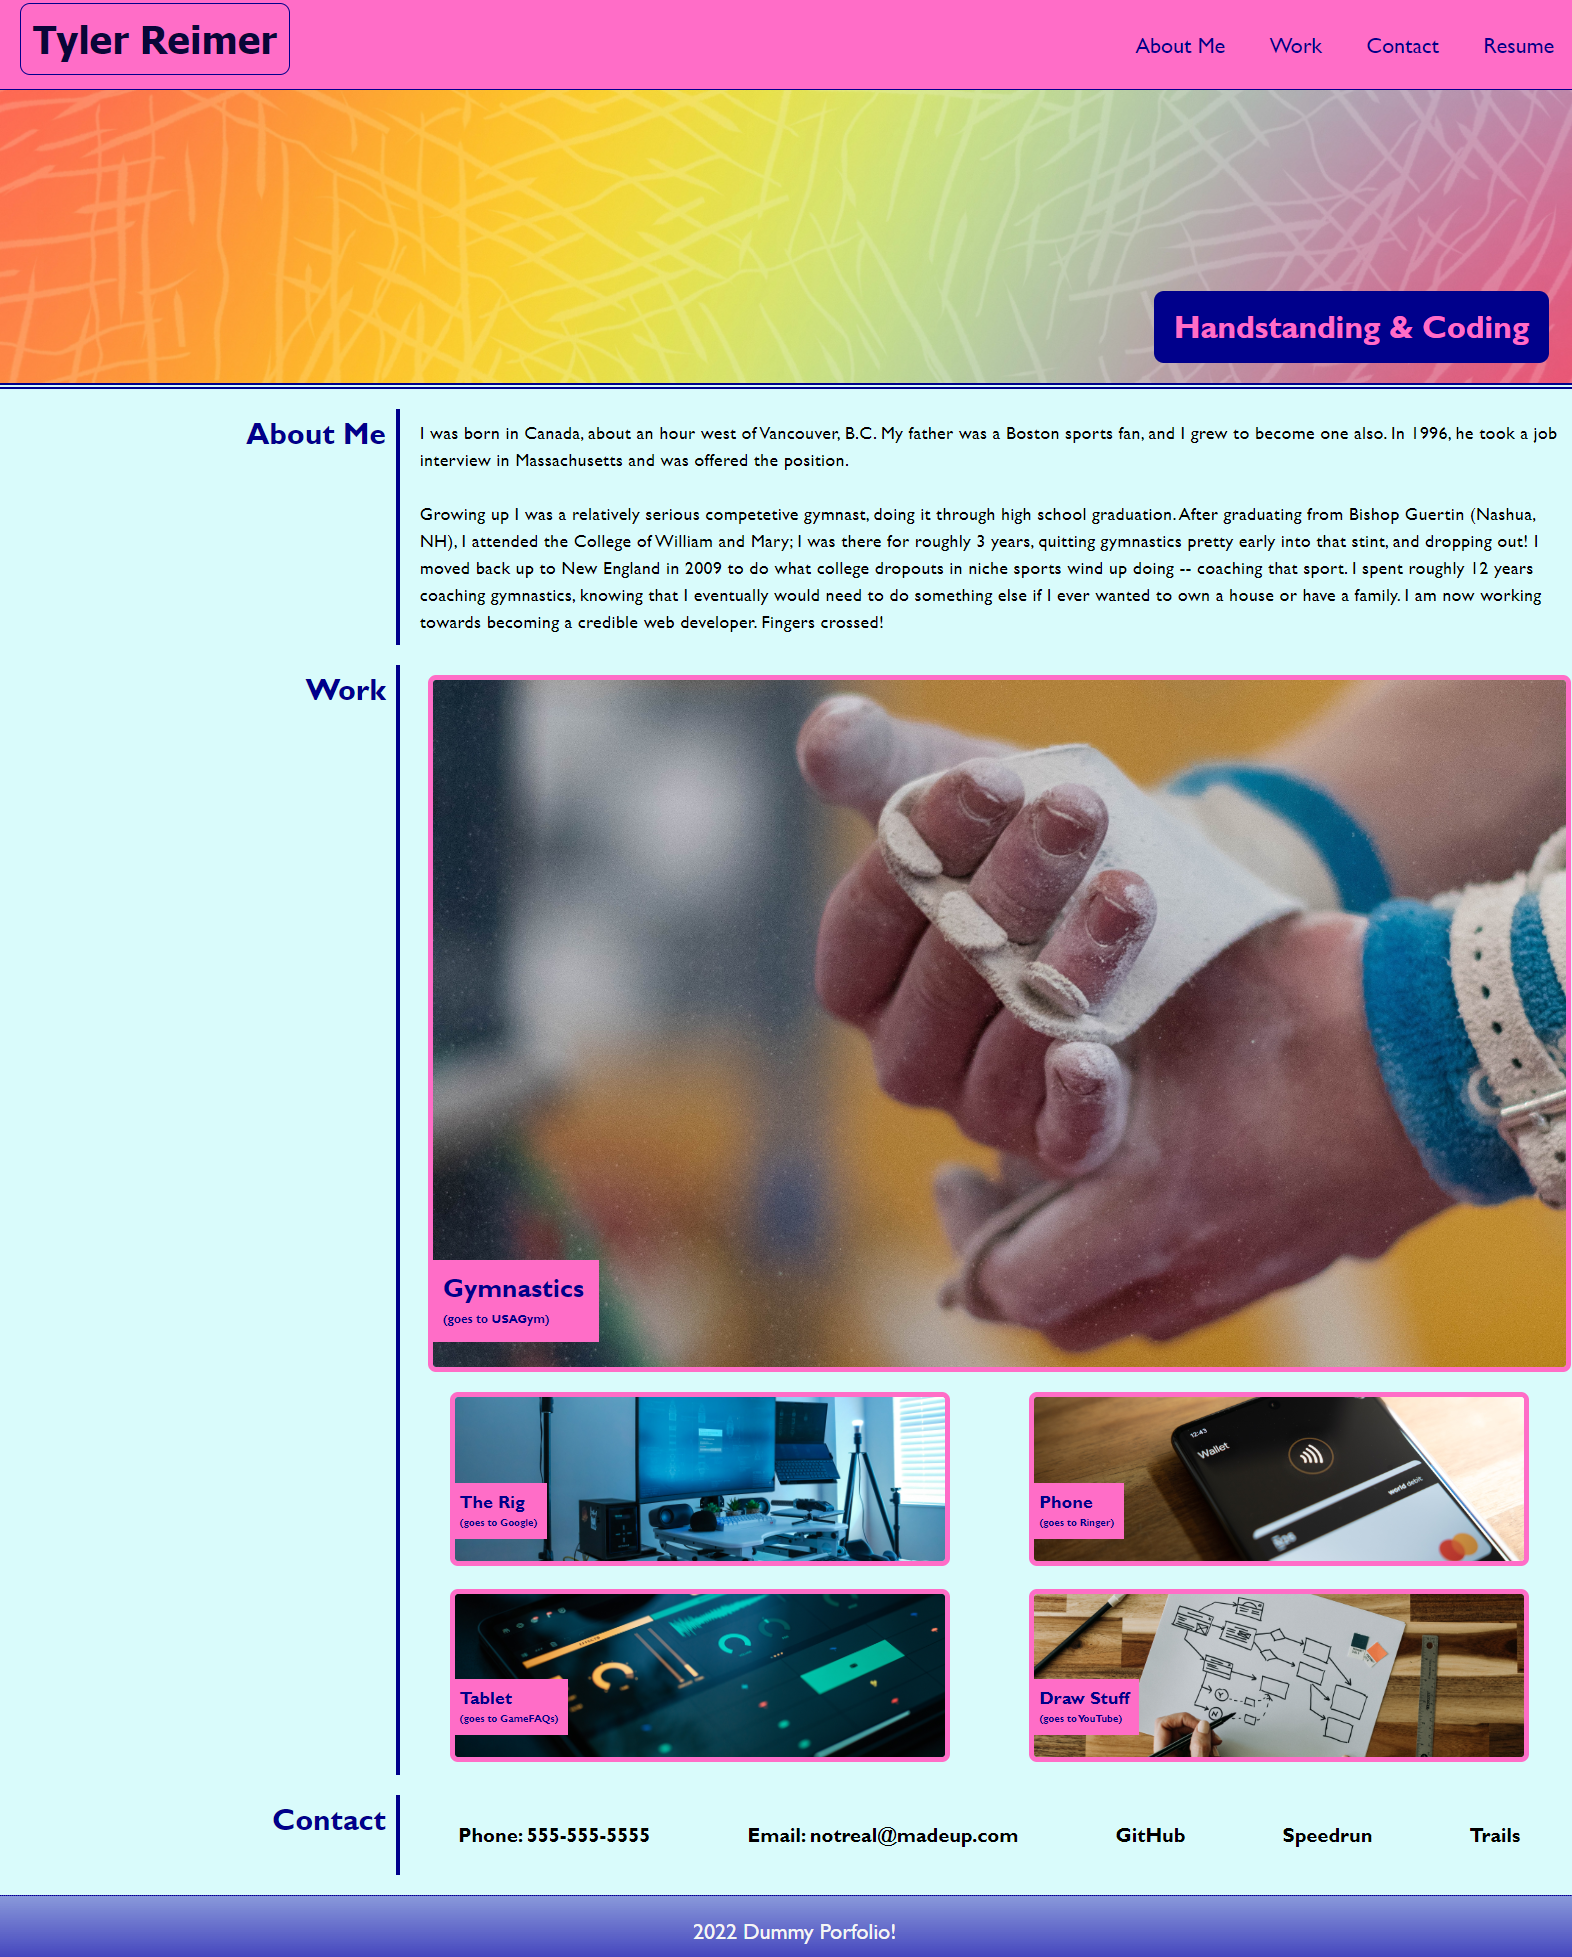 Tyler Reimer
About Me
Work
Contact
Resume
Handstanding & Coding
About Me
I was born in Canada, about an hour west of Vancouver, B.C. My father was a Boston sports fan, and I grew to become one also. In 1996, he took a job
interview in Massachusetts and was offered the position.
Growing up I was a relatively serious competetive gymnast, doing it through high school graduation. After graduating from Bishop Guertin (Nashua,
NH), I attended the College of William and Mary; I was there for roughly 3 years, quitting gymnastics pretty early into that stint, and dropping out! I
moved back up to New England in 2009 to do what college dropouts in niche sports wind up doing -- coaching that sport. I spent roughly 12 years
coaching gymnastics, knowing that I eventually would need to do something else if I ever wanted to own a house or have a family. I am now working
towards becoming a credible web developer. Fingers crossed!
Work
Gymnastics
(goes to USAGym)
The Rig
(goes to Google)
12:43
Wallet
world debit
Phone
(goes to Ringer)
Tablet
(goes to GameFAQs)
Y
N
Draw Stuff
(goes to YouTube)
Contact
Phone: 555-555-5555
Email: notreal@madeup.com
GitHub
Speedrun
Trails
2022 Dummy Porfolio!